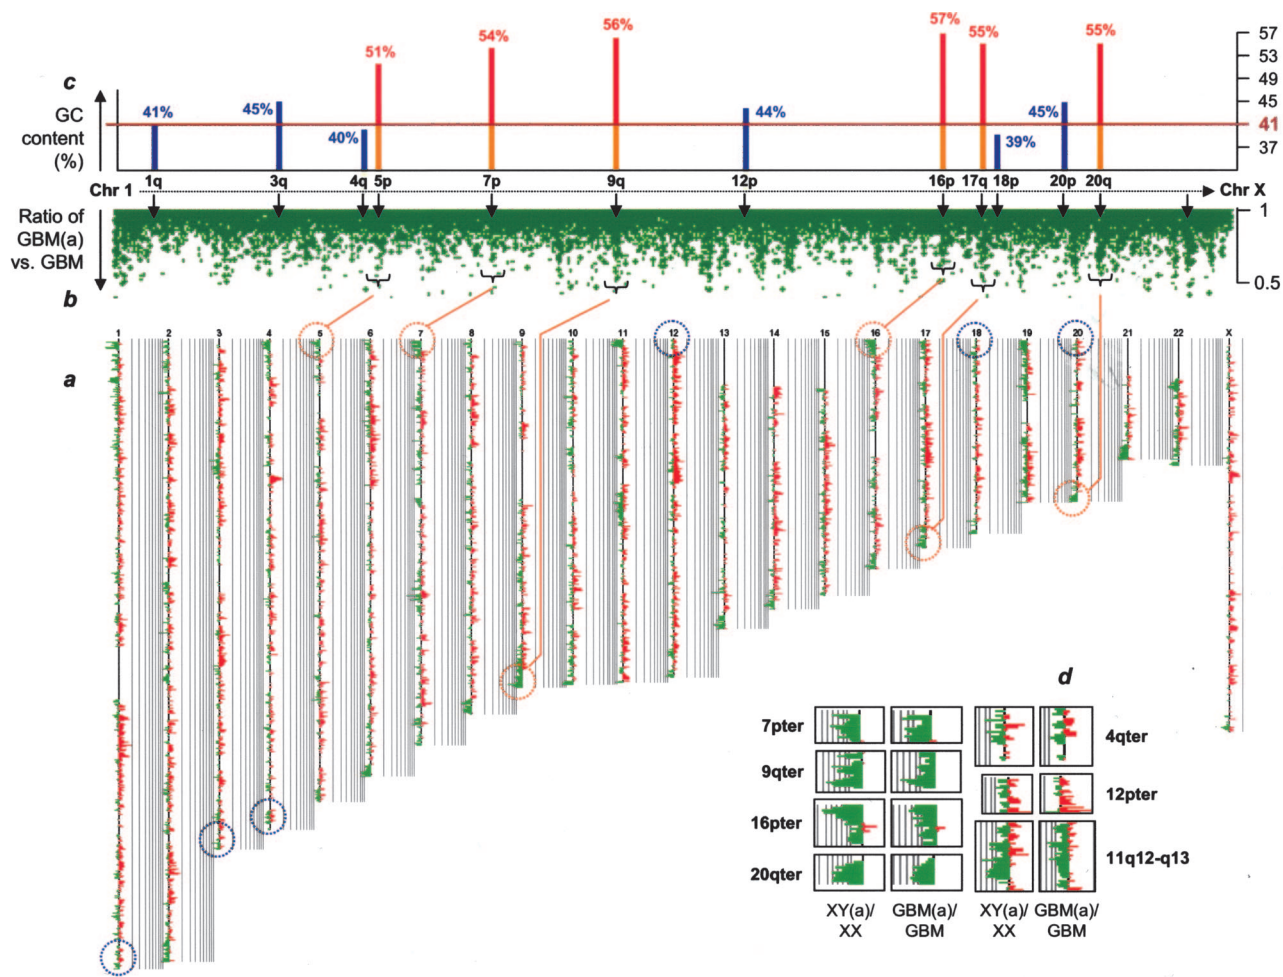 57%
56%
55%
55%
54%
51%
57
53
49
45
41
37
c
GC
content
(%)
41%
45%
40%
44%
39%
45%
1q
3q
4q
5p
7p
9q
12p
16p
17q
18p
20p
20q
Chr 1
Chr X
Ratio of
GBM(a)
vs. GBM
1
0.5
b
1 2 3 4 5 6 7 8 9 10 11 12 13 14 15 16 17 18 19 20 21 22 X
a
d
7pter
4qter
9qter
12pter
16pter
11q12-q13
20qter
XY(a)/
XX
GBM(a)/
GBM
XY(a)/
XX
GBM(a)/
GBM